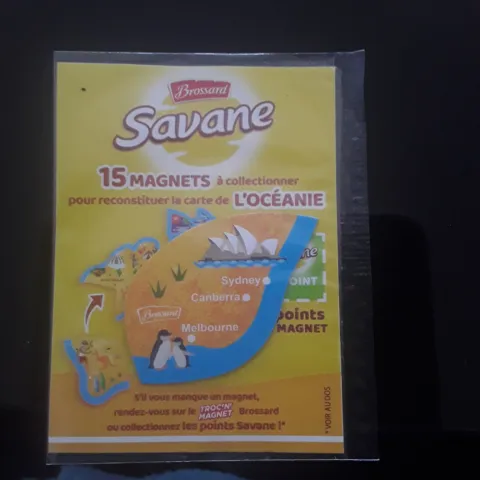 Brossard
Savane
15 MAGNETS à collectionner
pour reconstituer la carte de L'OCÉANIE
Sydney
Canberra
Brossard
Melbourne
OINT
points
MAGNET
S'il vous manque un magnet,
rendez-vous sur le TROC'N' MAGNET Brossard
ou collectionnez les points Savane !*
* VOIR AU DOS